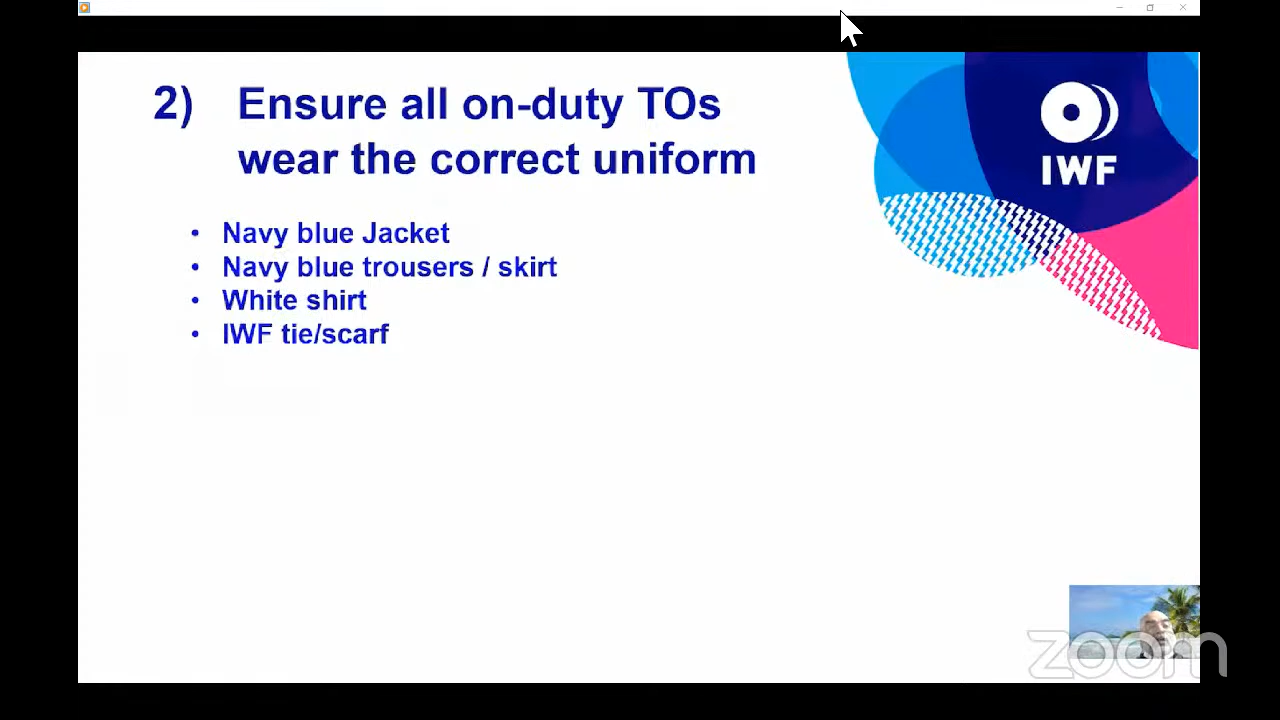 2) Ensure all on-duty TOs
wear the correct uniform
IWF
• Navy blue Jacket
• Navy blue trousers / skirt
• White shirt
• IWF tie/scarf
zoom